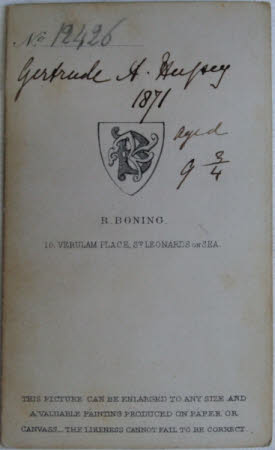 No 12426
Gertrude A. Hussey
1871
aged
9 3/4
R. BONING.
10. VERULAM PLACE, ST LEONARDS ON SEA.
THIS PICTURE CAN BE ENLARGED TO ANY SIZE AND
A VALUABLE PAINTING PRODUCED ON PAPER OR
CANVASS._ THE LIKENESS CANNOT FAIL TO BE CORRECT.